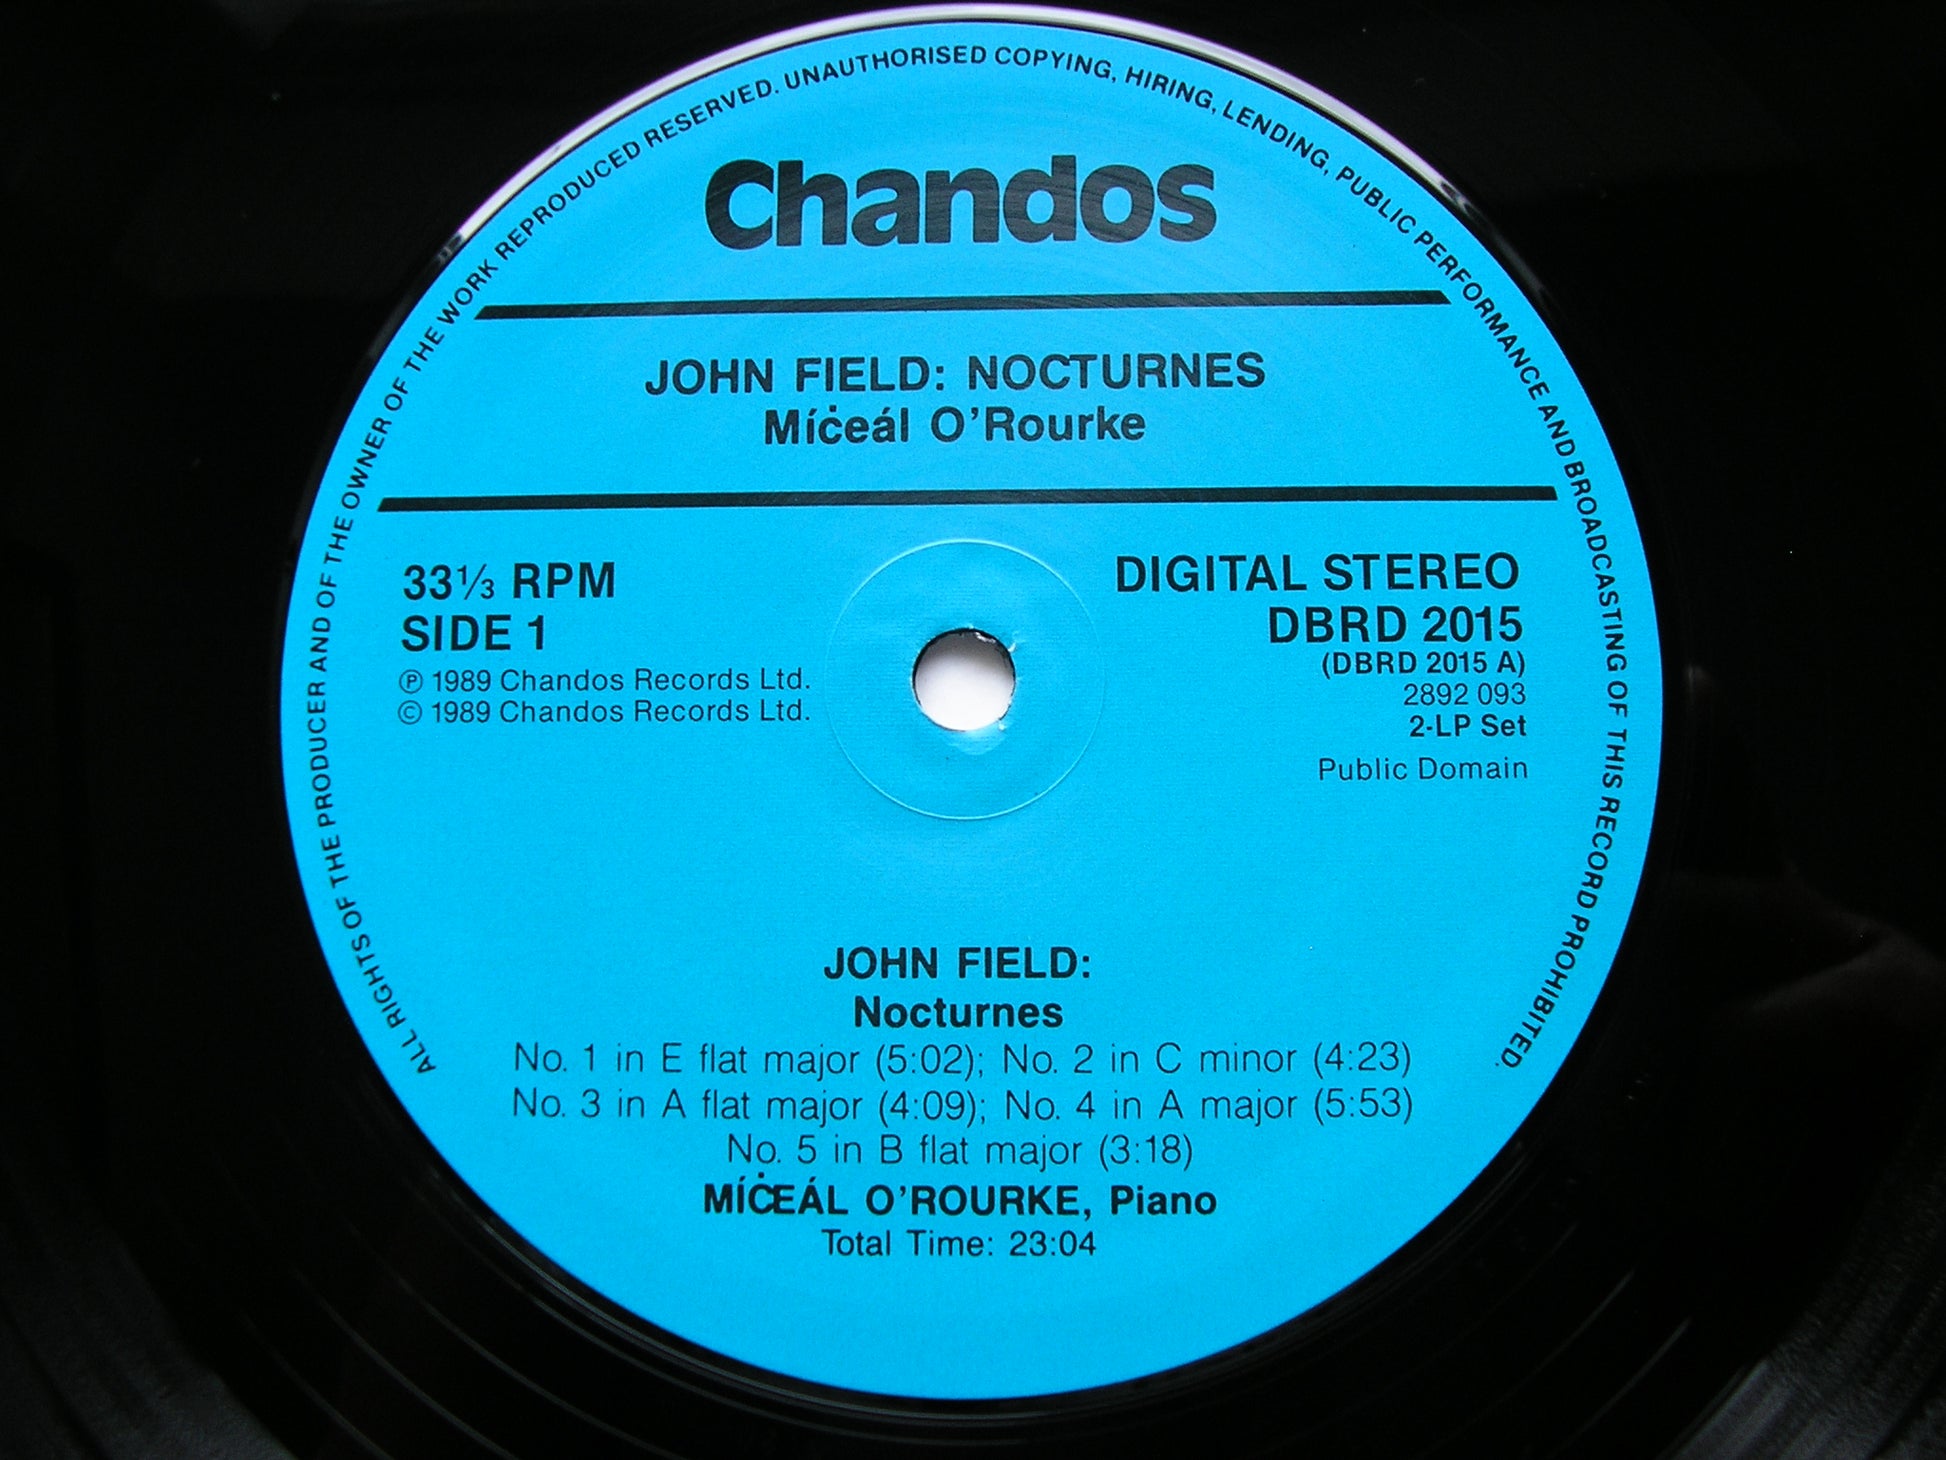 ALL RIGHTS OF THE PRODUCER AND OF THE OWNER OF THE WORK REPRODUCED RESERVED. UNAUTHORISED COPYING, HIRING, LENDING, PUBLIC PERFORMANCE AND BROADCASTING OF THIS RECORD PROHIBITED.
Chandos
JOHN FIELD: NOCTURNES
Míċeál O'Rourke
33⅓ RPM
SIDE 1
℗ 1989 Chandos Records Ltd.
© 1989 Chandos Records Ltd.
DIGITAL STEREO
DBRD 2015
(DBRD 2015 A)
2892 093
2-LP Set
Public Domain
JOHN FIELD:
Nocturnes
No. 1 in E flat major (5:02); No. 2 in C minor (4:23)
No. 3 in A flat major (4:09); No. 4 in A major (5:53)
No. 5 in B flat major (3:18)
MÍĊEÁL O'ROURKE, Piano
Total Time: 23:04